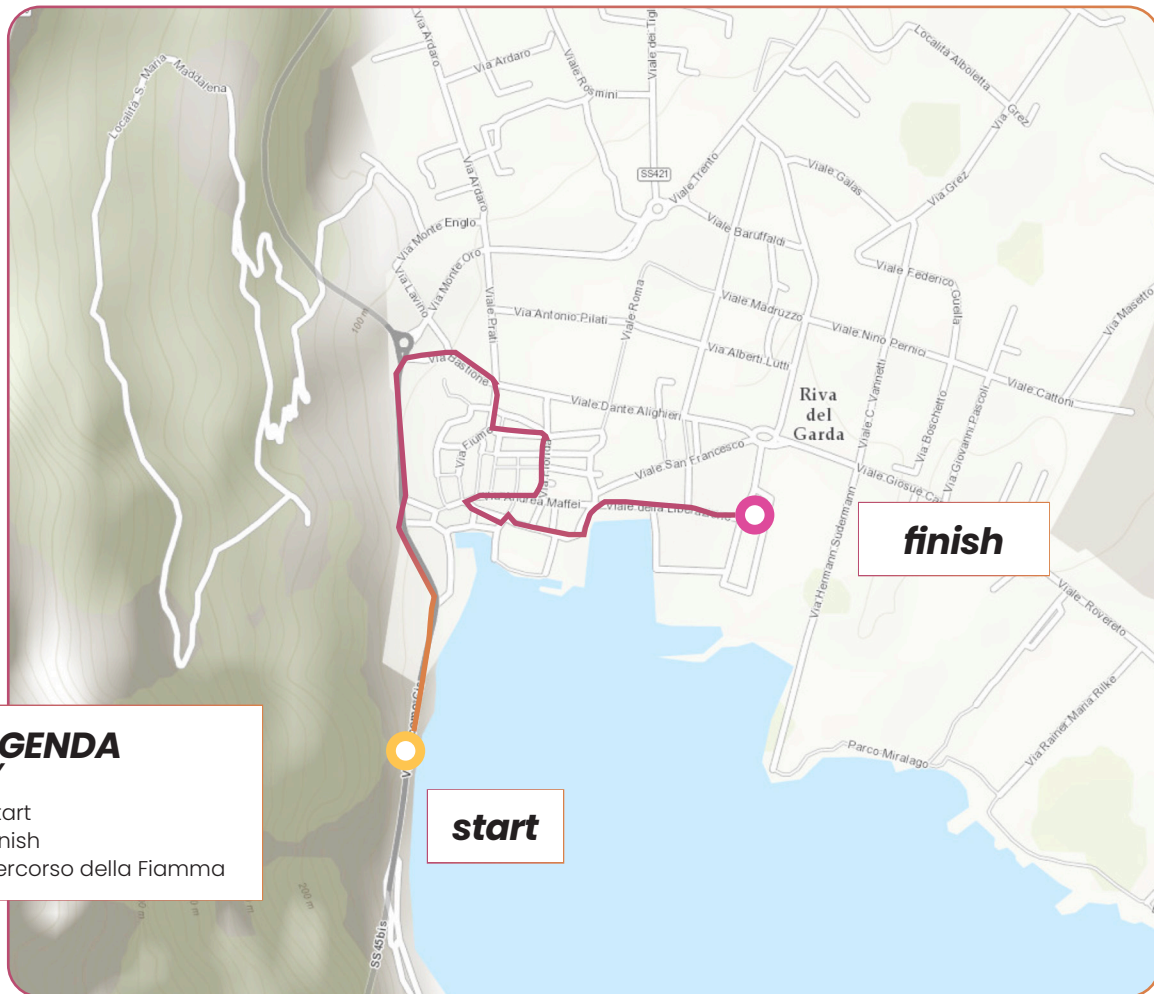 Località S. Maria
Maddalena
Via Ardaro
Via Ardaro
Viale Rosmini
Viale dei Tigli
Località Alboletta
Via Grez
SS421
Viale Trento
Viale Galas
Via Grez
Via Ardaro
Via Monte Englo
Viale Baruffaldi
Viale Federico
Guella
Via Monte Oro
Via Lavino
Viale Prati
Viale Roma
Viale Madruzzo
Via Masetto
100 m
Via Antonio Pilati
Viale Nino Pernici
Via Alberti Lutti
Via Bastione
Viale Cattoni
Viale Dante Alighieri
Riva
del
Garda
Viale C. Vannetti
Via Boschetto
Via Giovanni Pascoli
Via Fiume
Viale San Francesco
Viale Giosuè
Via Andrea Maffei
Viale della
Via Hermann Sudermann
finish
Viale Rovereto
Via Rainer Maria Rilke
Parco Miralago
GENDA
tart
nish
ercorso della Fiamma
start
200 m
SS45bis